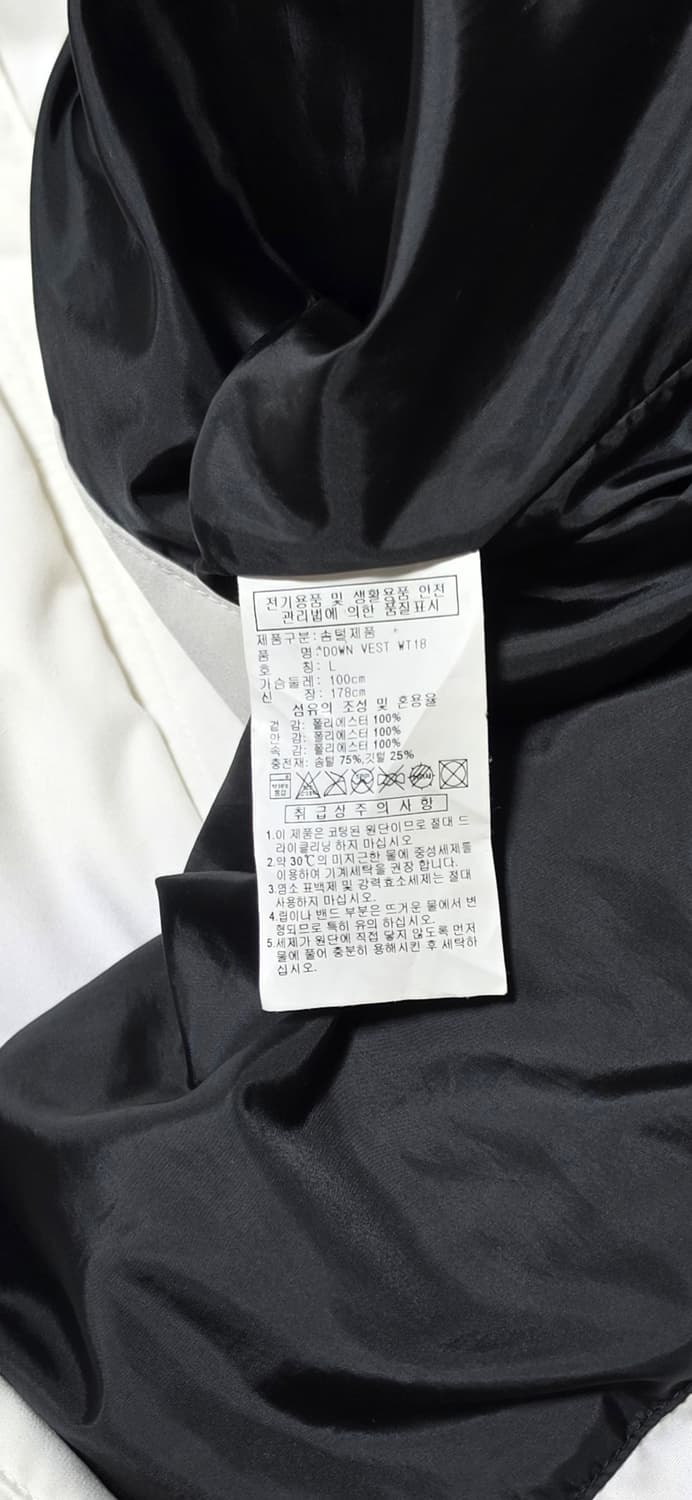 전기용품 및 생활용품 안전
관리법에 의한 품질표시
제품구분: 솜털제품
품 명: DOWN VEST WT18
호 칭: L
가슴둘레: 100cm
신 장: 178cm
섬유의 조성 및 혼용율
겉 감: 폴리에스터 100%
안 감: 폴리에스터 100%
속 감: 폴리에스터 100%
충전재: 솜털 75%,깃털 25%
취급상주의사항
1.이 제품은 코팅된 원단이므로 절대 드
라이클리닝 하지 마십시오
2.약 30℃의 미지근한 물에 중성세제를
이용하여 기계세탁을 권장 합니다.
3.염소 표백제 및 강력효소세제는 절대
사용하지 마십시오.
4.립이나 밴드 부분은 뜨거운 물에서 변
형되므로 특히 유의 하십시오.
5.세제가 원단에 직접 닿지 않도록 먼저
물에 풀어 충분히 용해시킨 후 세탁하
십시오.